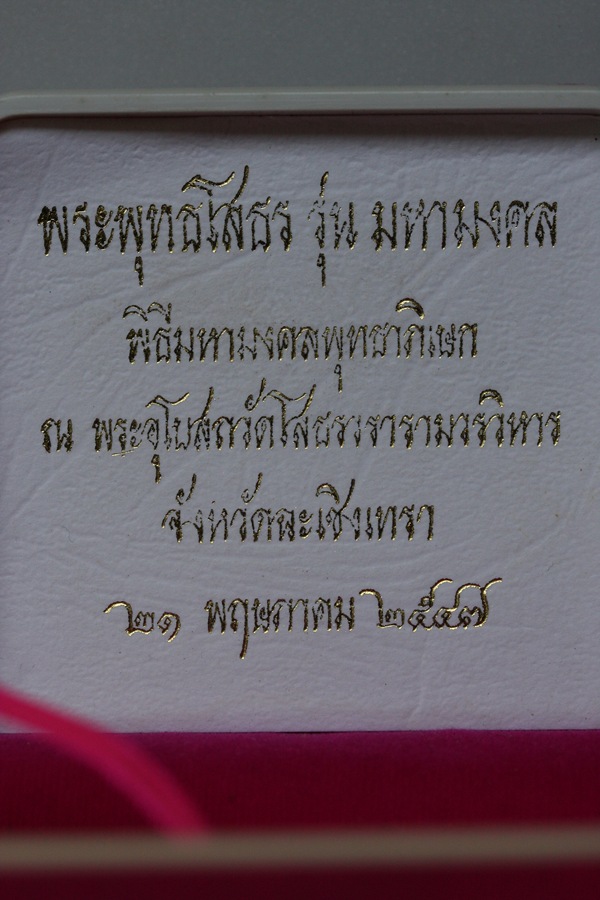 พระพุทธโสธร รุ่น มหามงคล
พิธีมหามงคลพุทธาภิเษก
ณ พระอุโบสถวัดโสธรวรารามวรวิหาร
จังหวัดฉะเชิงเทรา
๒๑ พฤษภาคม ๒๕๔๗